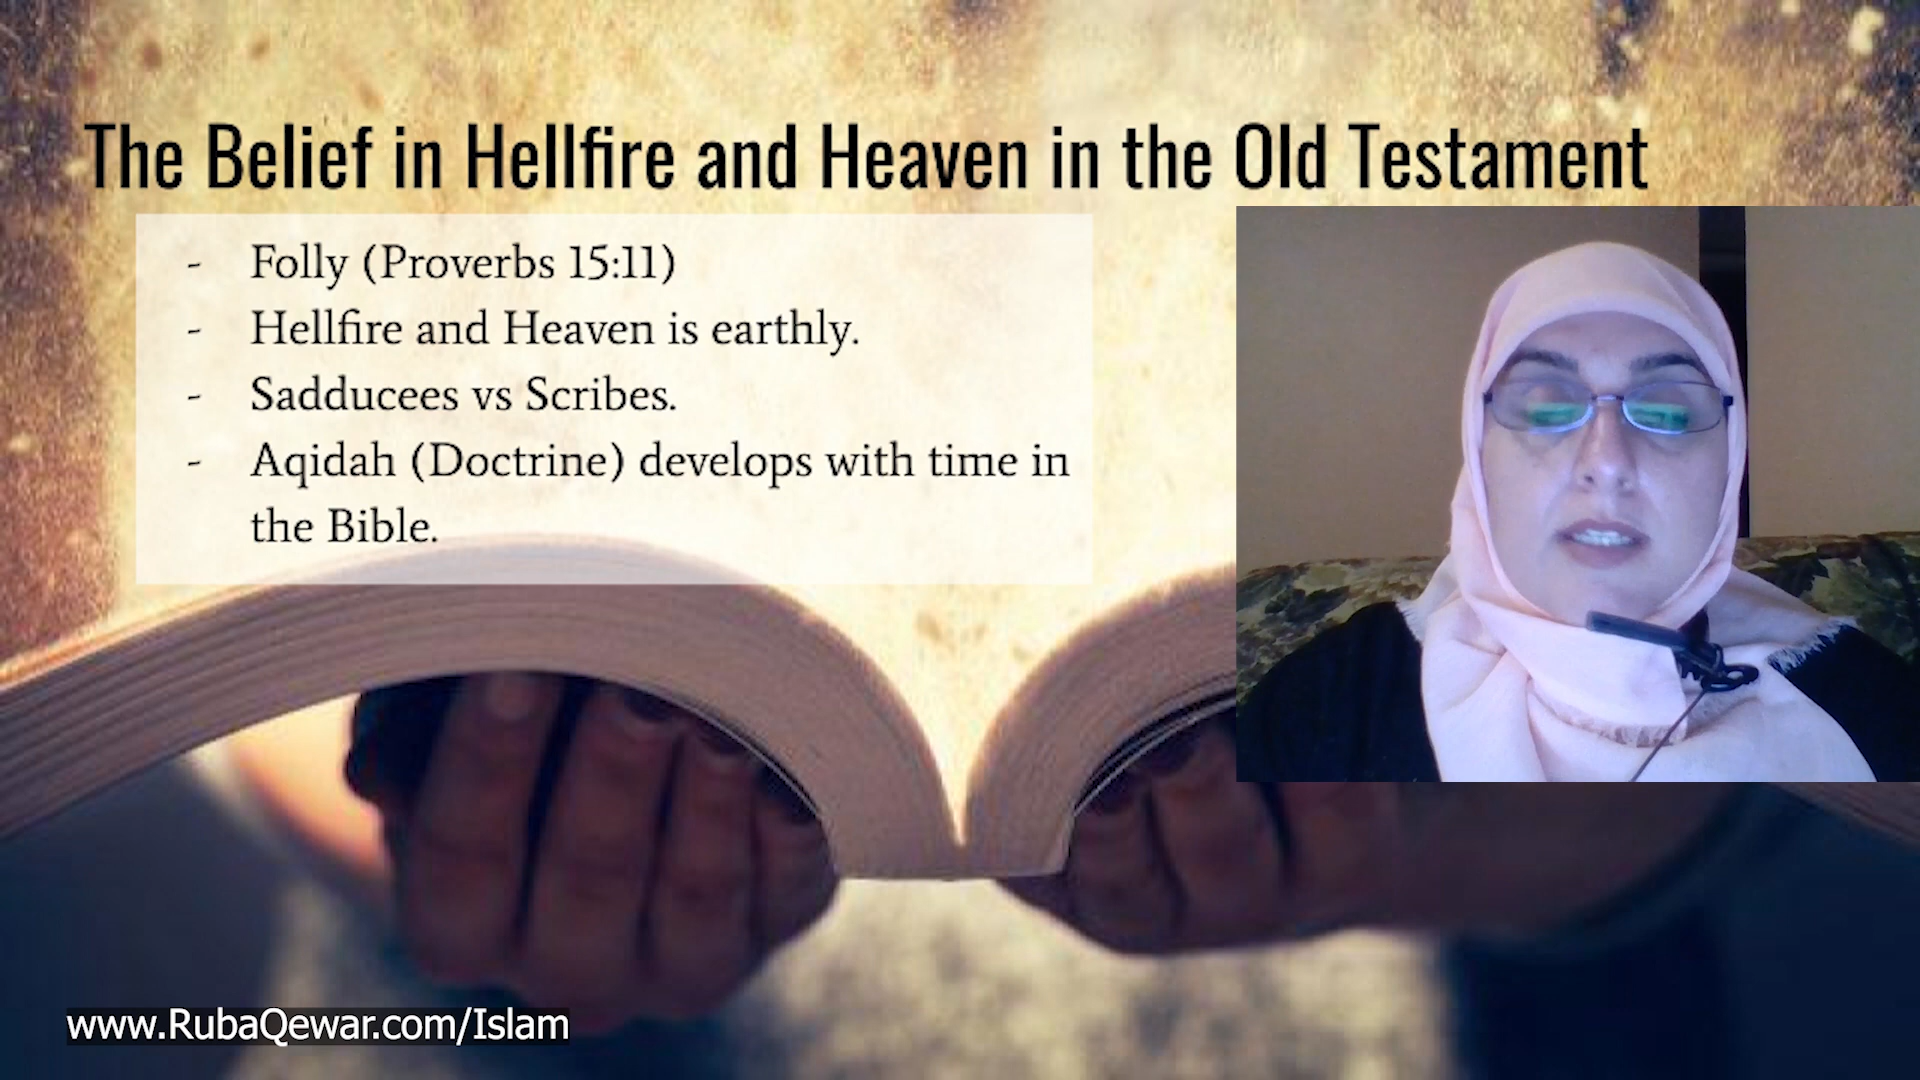 The Belief in Hellfire and Heaven in the Old Testament
- Folly (Proverbs 15:11)
- Hellfire and Heaven is earthly.
- Sadducees vs Scribes.
- Aqidah (Doctrine) develops with time in
the Bible.
www.RubaQewar.com/Islam